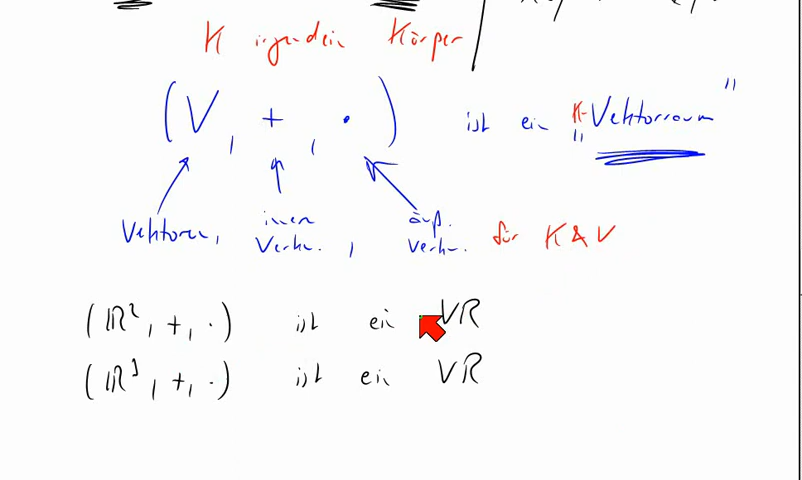 K irgendein Körper
(V, +, ·) ist ein „K-Vektorraum"
Vektoren, innere Verkn., äuß. Verkn. für K & V
(ℝ², +, ·) ist ein VR
(ℝ³, +, ·) ist ein VR